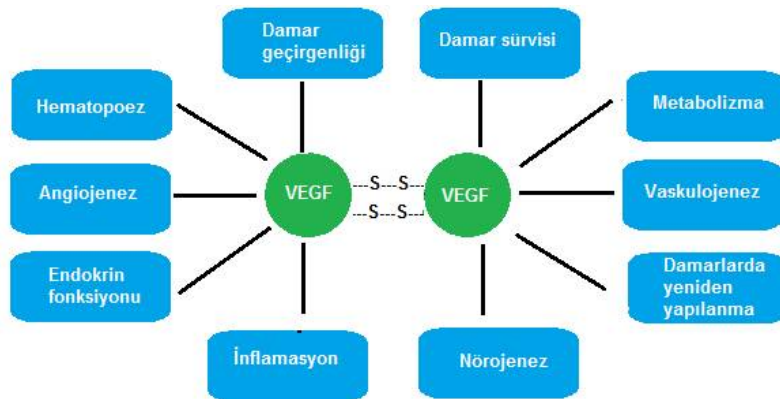 Damar
geçirgenliği
Damar sürvisi
Hematopoez
Metabolizma
Angiojenez
VEGF
---S---S---
---S---S---
VEGF
Vaskulojenez
Endokrin
fonksiyonu
Damarlarda
yeniden
yapılanma
İnflamasyon
Nörojenez